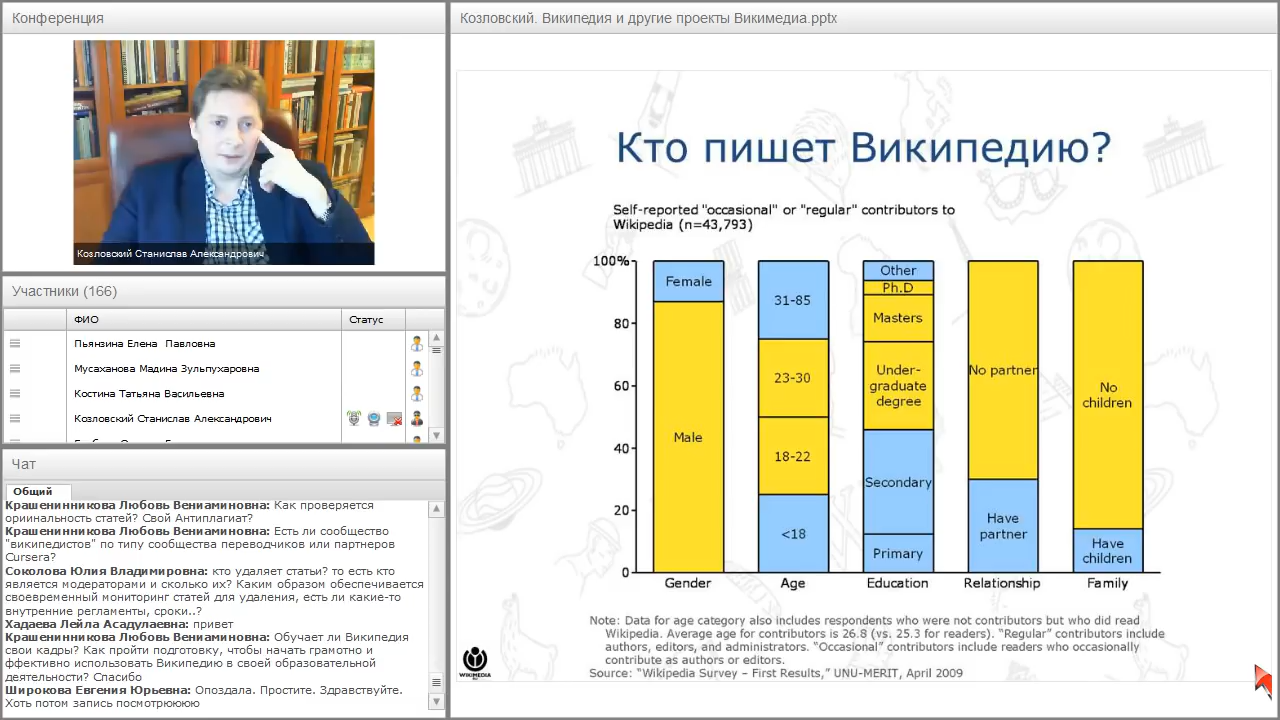 Конференция
Козловский Станислав Александрович
Участники (166)
ФИО
Статус
Пьянзина Елена Павловна
Мусаханова Мадина Зульпухаровна
Костина Татьяна Васильевна
Козловский Станислав Александрович
Чат
Общий
Крашенинникова Любовь Вениаминовна: Как проверяется
ориинальность статей? Свой Антиплагиат?
Крашенинникова Любовь Вениаминовна: Есть ли сообщество
"википедистов" по типу сообщества переводчиков или партнеров
Cursera?
Соколова Юлия Владимировна: кто удаляет статьи? то есть кто
является модераторами и сколько их? Каким образом обеспечивается
своевременный мониторинг статей для удаления, есть ли какие-то
внутренние регламенты, сроки..?
Хадаева Лейла Асадулаевна: привет
Крашенинникова Любовь Вениаминовна: Обучает ли Википедия
свои кадры? Как пройти подготовку, чтобы начать грамотно и
ффективно использовать Википедию в своей образовательной
деятельности? Спасибо
Широкова Евгения Юрьевна: Опоздала. Простите. Здравствуйте.
Хоть потом запись посмотрюююю
Козловский. Википедия и другие проекты Викимедиа.pptx
Кто пишет Википедию?
Self-reported "occasional" or "regular" contributors to
Wikipedia (n=43,793)
100%
80
60
40
20
0
Female
Male
31-85
23-30
18-22
<18
Other
Ph.D
Masters
Under-
graduate
degree
Secondary
Primary
No partner
Have
partner
No
children
Have
children
Gender
Age
Education
Relationship
Family
Note: Data for age category also includes respondents who were not contributors but who did read
Wikipedia. Average age for contributors is 26.8 (vs. 25.3 for readers). “Regular” contributors include
authors, editors, and administrators. “Occasional” contributors include readers who occasionally
contribute as authors or editors.
Source: “Wikipedia Survey – First Results,” UNU-MERIT, April 2009
WIKIMEDIA